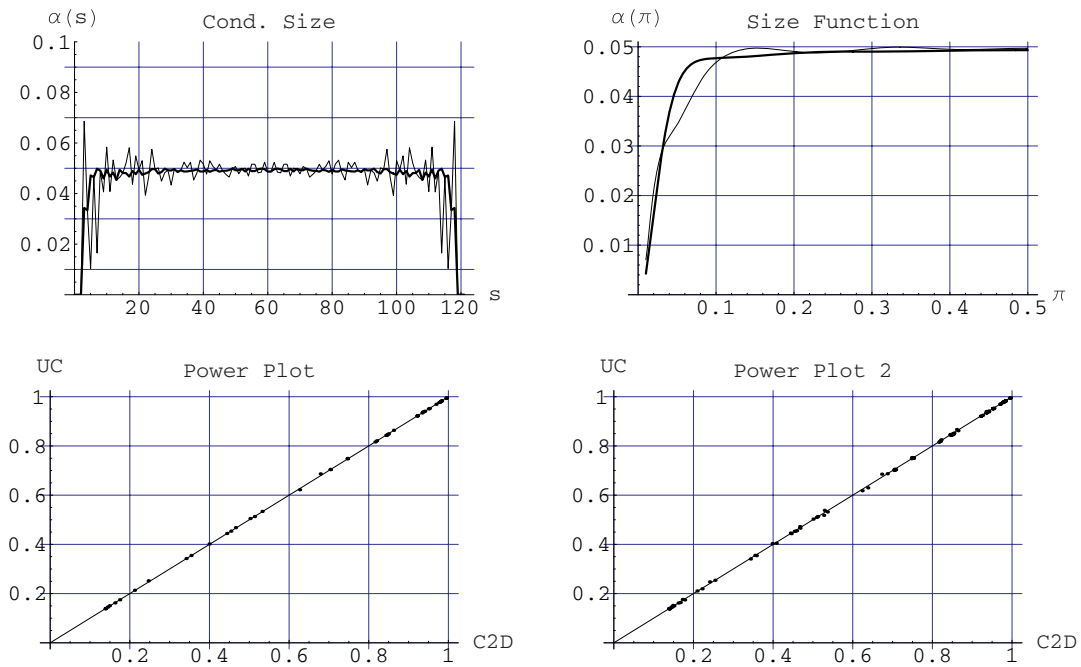 α(s)
Cond. Size
0.1
0.08
0.06
0.04
0.02
20 40 60 80 100 120
s
α(π)
Size Function
0.05
0.04
0.03
0.02
0.01
0.1 0.2 0.3 0.4 0.5
π
UC
Power Plot
1
0.8
0.6
0.4
0.2
0.2 0.4 0.6 0.8 1
C2D
UC
Power Plot 2
1
0.8
0.6
0.4
0.2
0.2 0.4 0.6 0.8 1
C2D